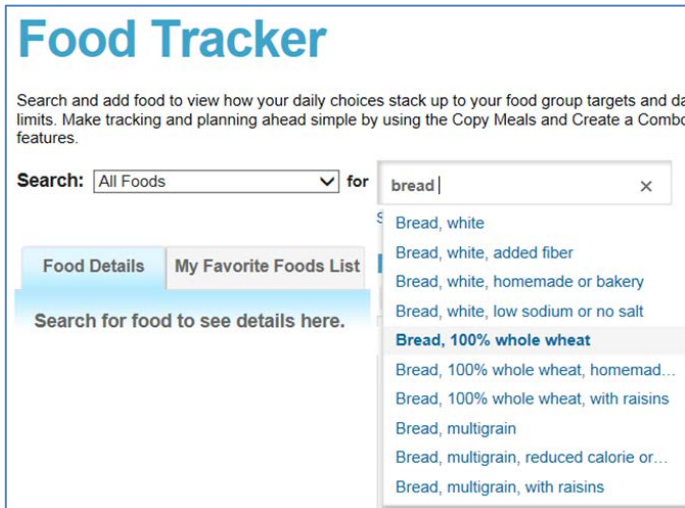 Food Tracker
Search and add food to view how your daily choices stack up to your food group targets and
limits. Make tracking and planning ahead simple by using the Copy Meals and Create a Combo
features.
Search: All Foods for bread ×
Bread, white
Food Details My Favorite Foods List
Bread, white, added fiber
Bread, white, homemade or bakery
Search for food to see details here.
Bread, white, low sodium or no salt
Bread, 100% whole wheat
Bread, 100% whole wheat, homemad...
Bread, 100% whole wheat, with raisins
Bread, multigrain
Bread, multigrain, reduced calorie or...
Bread, multigrain, with raisins